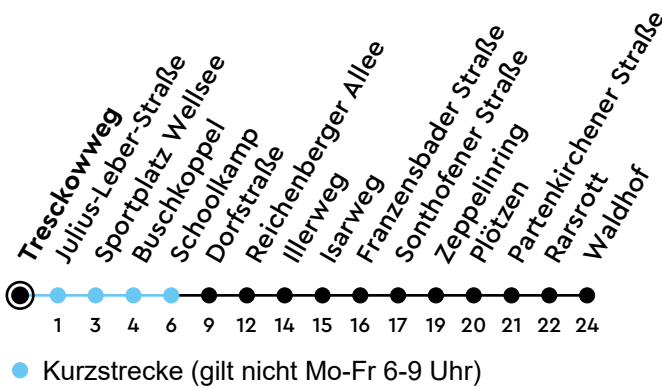 Tresckowweg
Julius-Leber-Straße
Sportplatz Wellsee
Buschkoppel
Schoolkamp
Dorfstraße
Reichenberger Allee
Illerweg
Isarweg
Franzensbader Straße
Sonthofener Straße
Zeppelinring
Plötzen
Partenkirchener Straße
Rarsrott
Waldhof
1 3 4 6 9 12 14 15 16 17 19 20 21 22 24
Kurzstrecke (gilt nicht Mo-Fr 6-9 Uhr)